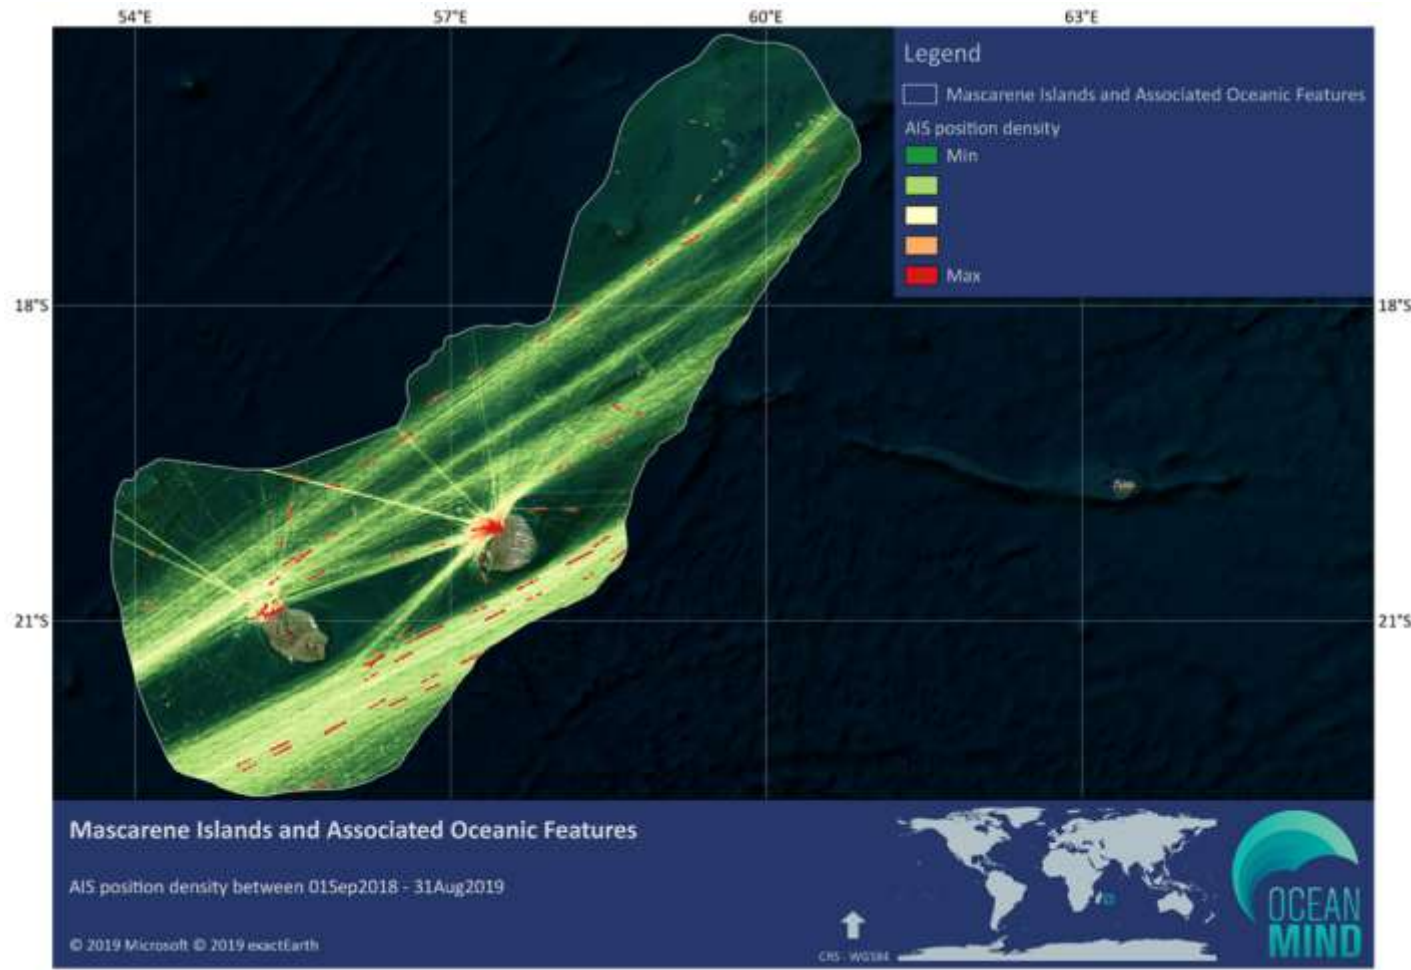 54°E 57°E 60°E 63°E
Legend
Mascarene Islands and Associated Oceanic Features
AIS position density
Min
Max
18°S 18°S
21°S 21°S
Mascarene Islands and Associated Oceanic Features
AIS position density between 01Sep2018 - 31Aug2019
© 2019 Microsoft © 2019 exactEarth
CRS - WGS84
OCEAN
MIND